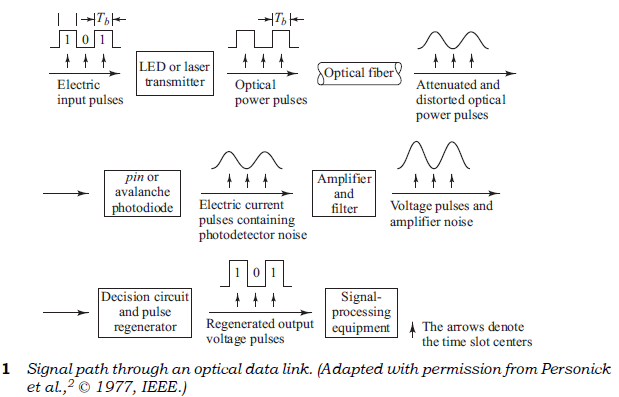 T_b
T_b
1 0 1
LED or laser
transmitter
Optical fiber
Electric
input pulses
Optical
power pulses
Attenuated and
distorted optical
power pulses
pin or
avalanche
photodiode
Electric current
pulses containing
photodetector noise
Amplifier
and
filter
Voltage pulses and
amplifier noise
1 0 1
Decision circuit
and pulse
regenerator
Regenerated output
voltage pulses
Signal-
processing
equipment
The arrows denote
the time slot centers
1 Signal path through an optical data link. (Adapted with permission from Personick
et al.,² © 1977, IEEE.)